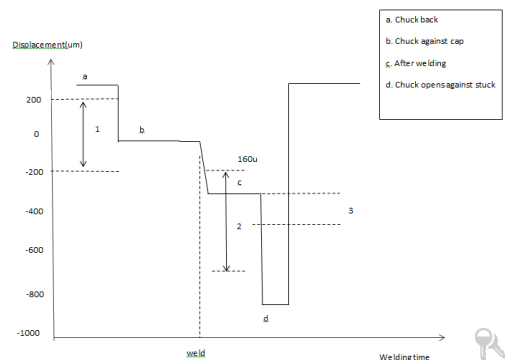 a. Chuck back
b. Chuck against cap
c. After welding
d. Chuck opens against stuck
Displacement(um)
a
200
1
b.
0
160u
-200
c
-400
3
2
-600
-800
d.
-1000
weld
Welding time